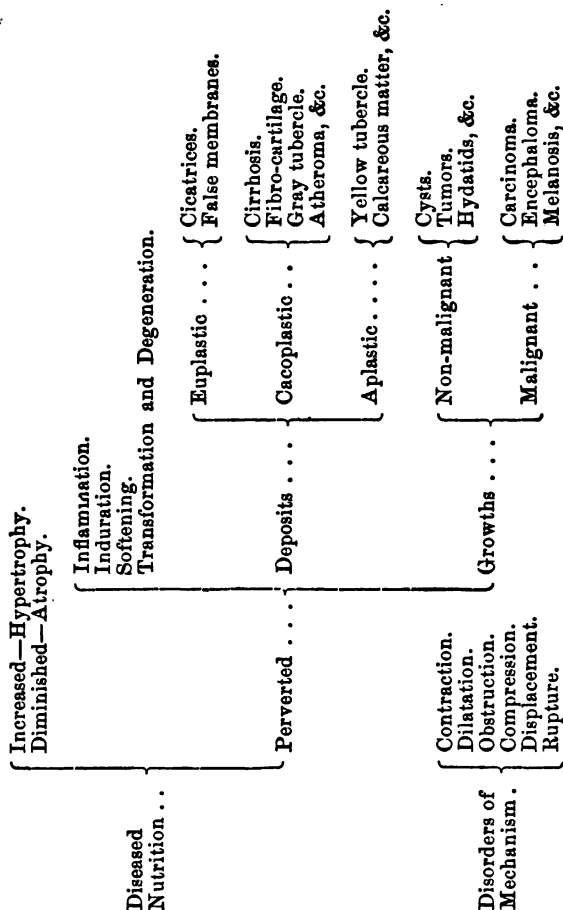 Diseased
Nutrition . .
Increased—Hypertrophy.
Diminished—Atrophy.
Perverted . . . .
Inflammation.
Induration.
Softening.
Transformation and Degeneration.
Deposits . . .
Euplastic . . .
Cicatrices.
False membranes.
Cacoplastic . .
Cirrhosis.
Fibro-cartilage.
Gray tubercle.
Atheroma, &c.
Aplastic . . . .
Yellow tubercle.
Calcareous matter, &c.
Growths . . .
Non-malignant
Cysts.
Tumors.
Hydatids, &c.
Malignant . .
Carcinoma.
Encephaloma.
Melanosis, &c.
Disorders of
Mechanism .
Contraction.
Dilatation.
Obstruction.
Compression.
Displacement.
Rupture.